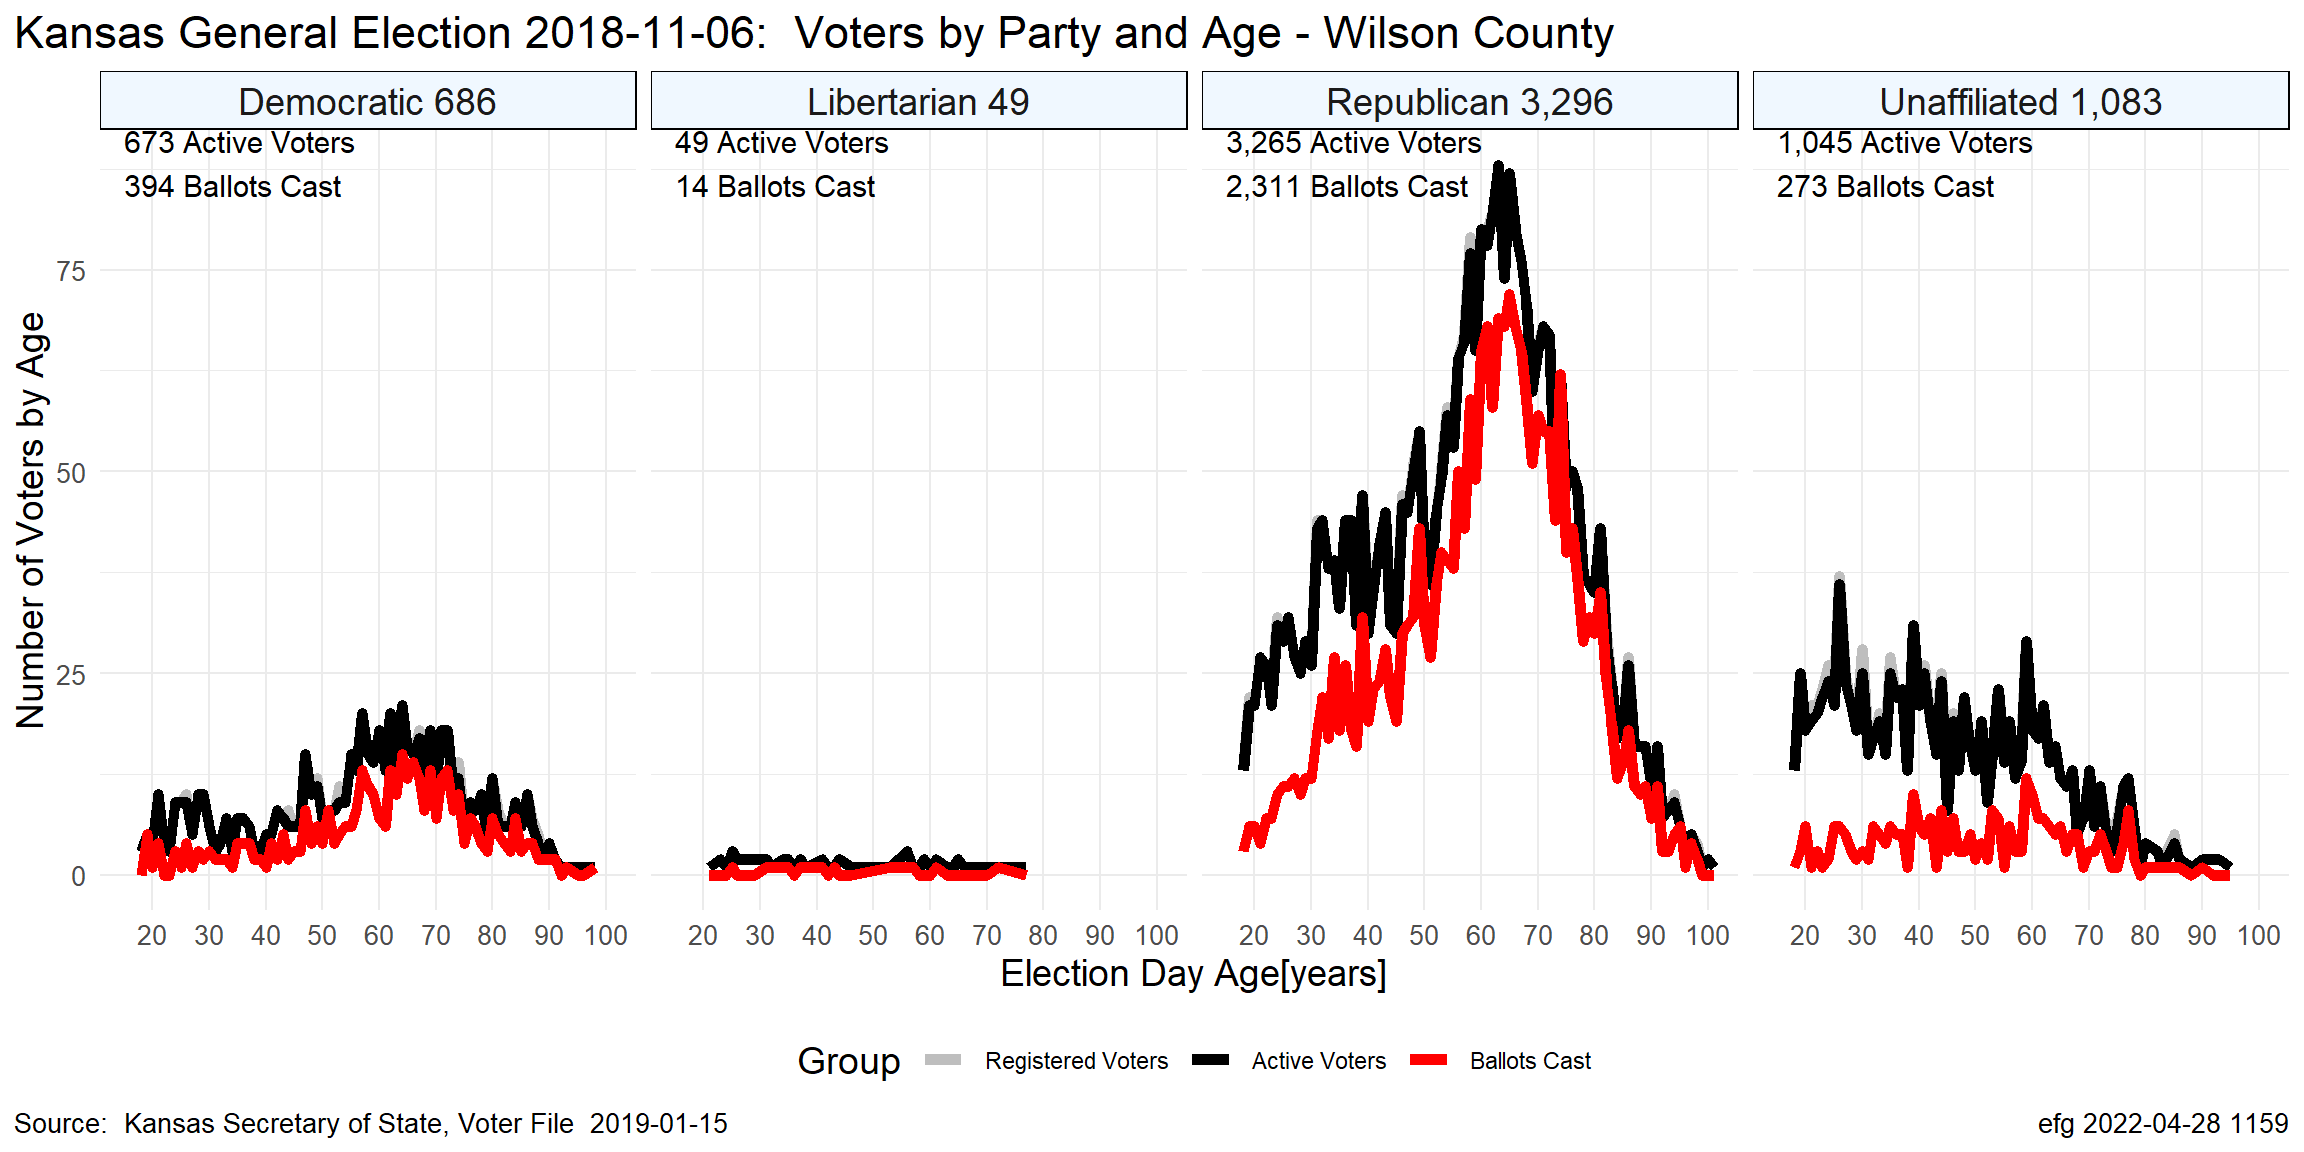 Kansas General Election 2018-11-06:  Voters by Party and Age - Wilson County
Democratic 686
Libertarian 49
Republican 3,296
Unaffiliated 1,083
673 Active Voters
394 Ballots Cast
49 Active Voters
14 Ballots Cast
3,265 Active Voters
2,311 Ballots Cast
1,045 Active Voters
273 Ballots Cast
Number of Voters by Age
75
50
25
0
20 30 40 50 60 70 80 90 100
20 30 40 50 60 70 80 90 100
20 30 40 50 60 70 80 90 100
20 30 40 50 60 70 80 90 100
Election Day Age[years]
Group Registered Voters Active Voters Ballots Cast
Source:  Kansas Secretary of State, Voter File  2019-01-15
efg 2022-04-28 1159